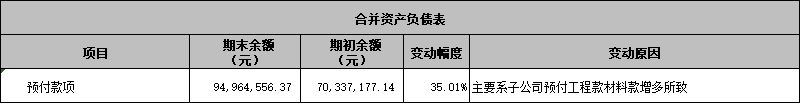 合并资产负债表
项目 期末余额（元） 期初余额（元） 变动幅度 变动原因
预付款项 94,964,556.37 70,337,177.14 35.01% 主要系子公司预付工程款材料款增多所致